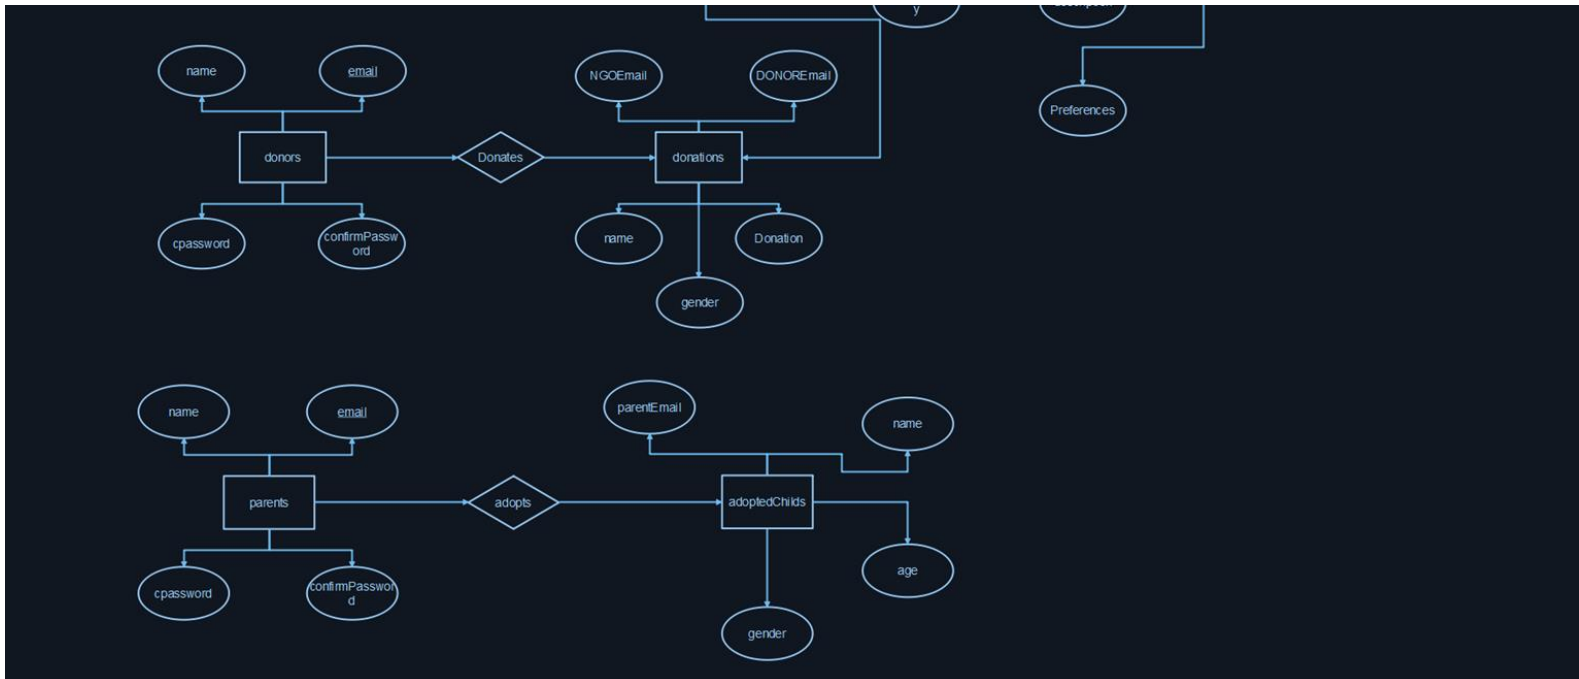 y
name
email
NGOEmail
DONOREmail
Preferences
donors
Donates
donations
cpassword
confirmPassw
ord
name
Donation
gender
name
email
parentEmail
name
parents
adopts
adoptedChilds
cpassword
confirmPasswor
d
age
gender